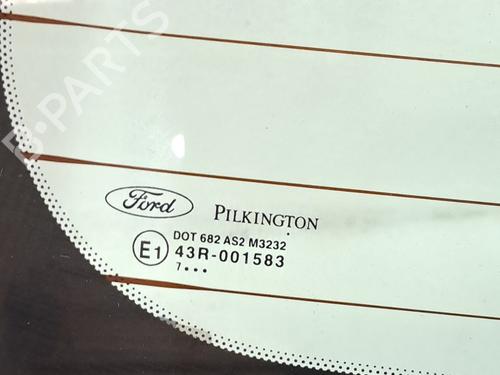 B-PARTS
Ford PILKINGTON
DOT 682 AS2 M3232
E1 43R-001583
7•••